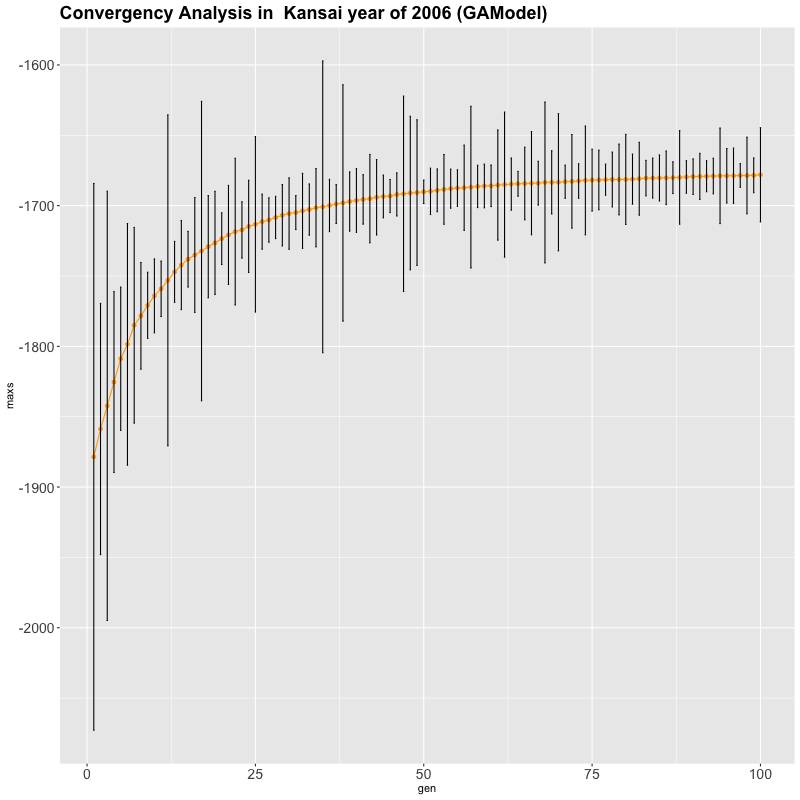 Convergency Analysis in  Kansai year of 2006 (GAModel)
-1600
-1700
-1800
-1900
-2000
maxs
0 25 50 75 100
gen